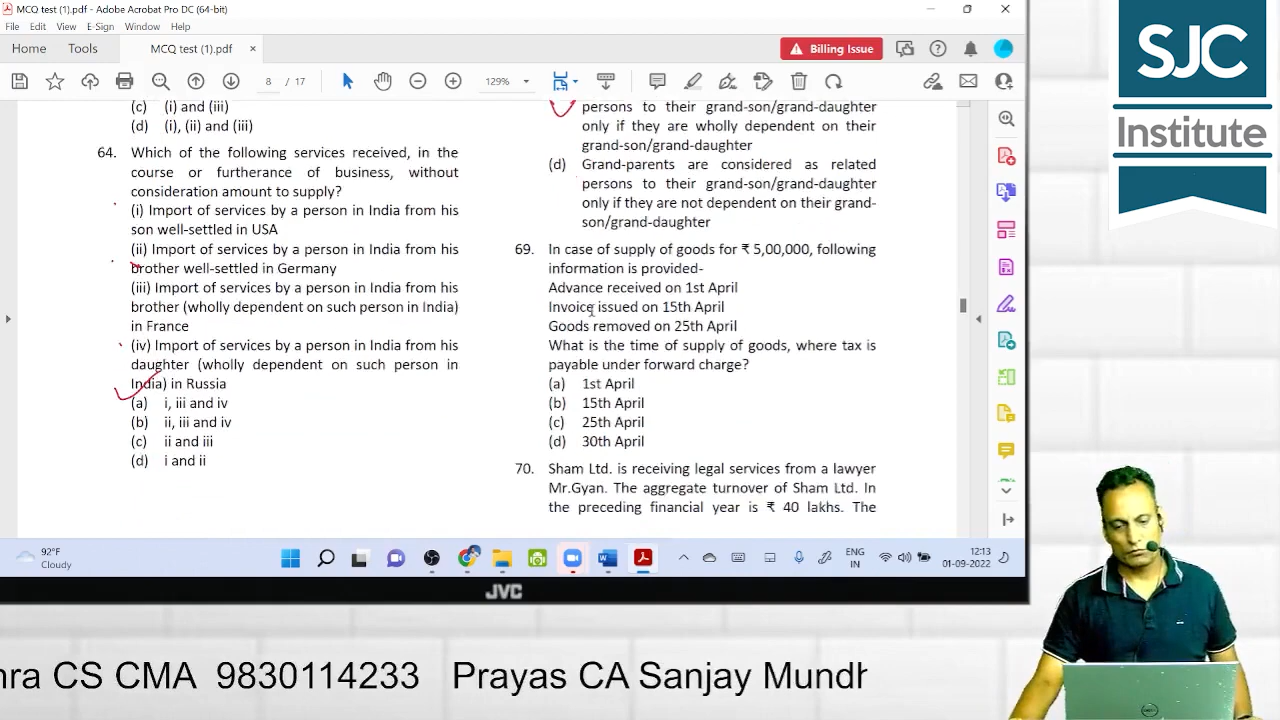 MCQ test (1).pdf - Adobe Acrobat Pro DC (64-bit)
File Edit View E-Sign Window Help
Home Tools MCQ test (1).pdf × Billing Issue
8 / 17 129%
(c) (i) and (iii)
(d) (i), (ii) and (iii)
64. Which of the following services received, in the
course or furtherance of business, without
consideration amount to supply?
(i) Import of services by a person in India from his
son well-settled in USA
(ii) Import of services by a person in India from his
brother well-settled in Germany
(iii) Import of services by a person in India from his
brother (wholly dependent on such person in India)
in France
(iv) Import of services by a person in India from his
daughter (wholly dependent on such person in
India) in Russia
(a) i, iii and iv
(b) ii, iii and iv
(c) ii and iii
(d) i and ii
persons to their grand-son/grand-daughter
only if they are wholly dependent on their
grand-son/grand-daughter
(d) Grand-parents are considered as related
persons to their grand-son/grand-daughter
only if they are not dependent on their grand-
son/grand-daughter
69. In case of supply of goods for ₹ 5,00,000, following
information is provided-
Advance received on 1st April
Invoice issued on 15th April
Goods removed on 25th April
What is the time of supply of goods, where tax is
payable under forward charge?
(a) 1st April
(b) 15th April
(c) 25th April
(d) 30th April
70. Sham Ltd. is receiving legal services from a lawyer
Mr.Gyan. The aggregate turnover of Sham Ltd. In
the preceding financial year is ₹ 40 lakhs. The
92°F
Cloudy
ENG
IN
12:13
01-09-2022
JVC
SJC
Institute
hra CS CMA 9830114233 Prayas CA Sanjay Mundh